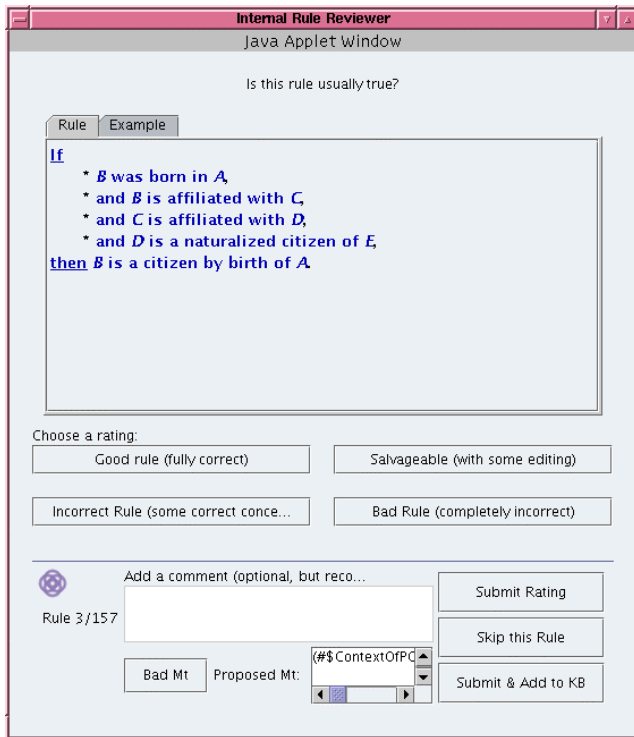 Internal Rule Reviewer
Java Applet Window
Is this rule usually true?
Rule Example
If
* B was born in A,
* and B is affiliated with C,
* and C is affiliated with D,
* and D is a naturalized citizen of E,
then B is a citizen by birth of A.
Choose a rating:
Good rule (fully correct) Salvageable (with some editing)
Incorrect Rule (some correct conce... Bad Rule (completely incorrect)
Add a comment (optional, but reco...
Submit Rating
Rule 3/157
Skip this Rule
(#$ContextOfPC
Bad Mt Proposed Mt:
Submit & Add to KB